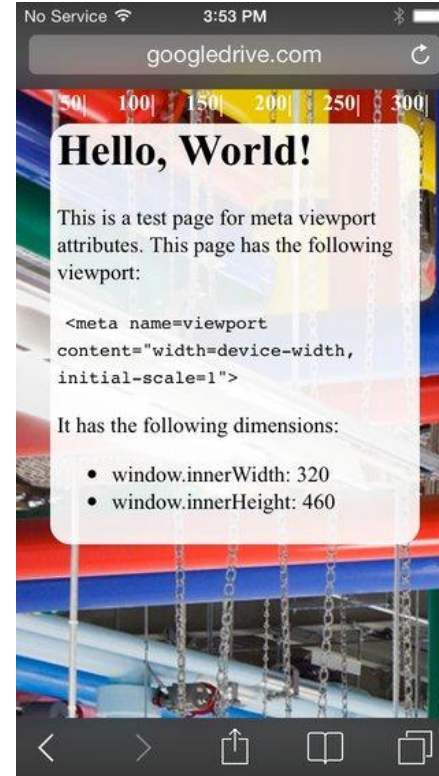 No Service 3:53 PM
googledrive.com
50| 100| 150| 200| 250| 300|
Hello, World!
This is a test page for meta viewport
attributes. This page has the following
viewport:
<meta name=viewport
content="width=device-width,
initial-scale=1">
It has the following dimensions:
• window.innerWidth: 320
• window.innerHeight: 460